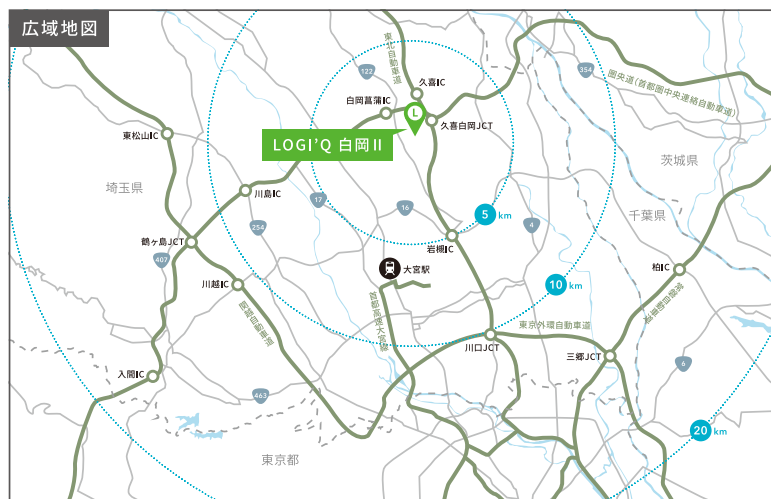 広域地図
東北自動車道
122
久喜IC
354
圏央道(首都圏中央連絡自動車道)
白岡菖蒲IC
L
久喜白岡JCT
東松山IC
LOGI'Q 白岡II
茨城県
埼玉県
川島IC
17
16
5 km
千葉県
4
254
鶴ヶ島JCT
岩槻IC
407
大宮駅
柏IC
川越IC
10 km
関越自動車道
首都高速大宮線
東京外環自動車道
常磐自動車道
川口JCT
三郷JCT
6
入間IC
463
20 km
東京都